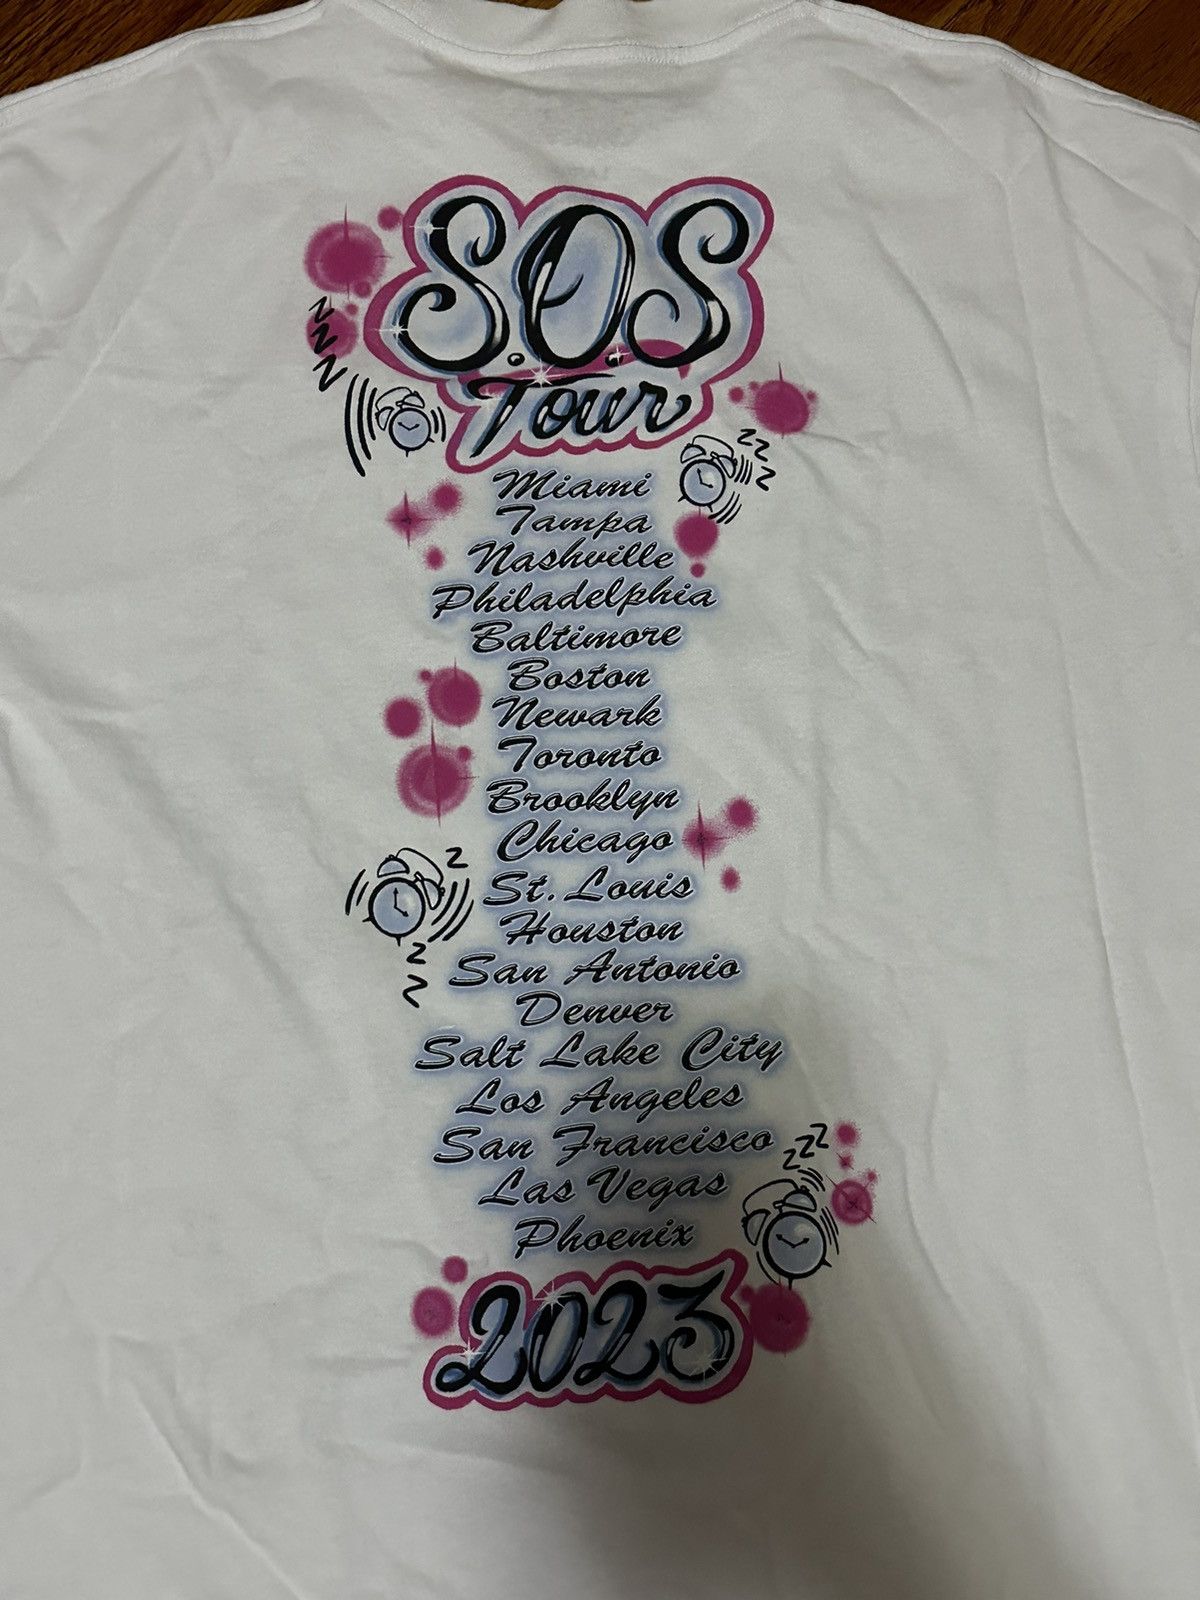 S.O.S
Tour
Z
Z
Z
Z
Z
Z
Miami
Tampa
Nashville
Philadelphia
Baltimore
Boston
Newark
Toronto
Brooklyn
Chicago
Z
St. Louis
Houston
Z
San Antonio
Z
Denver
Salt Lake City
Los Angeles
San Francisco
ZZZ
Las Vegas
Phoenix
2023